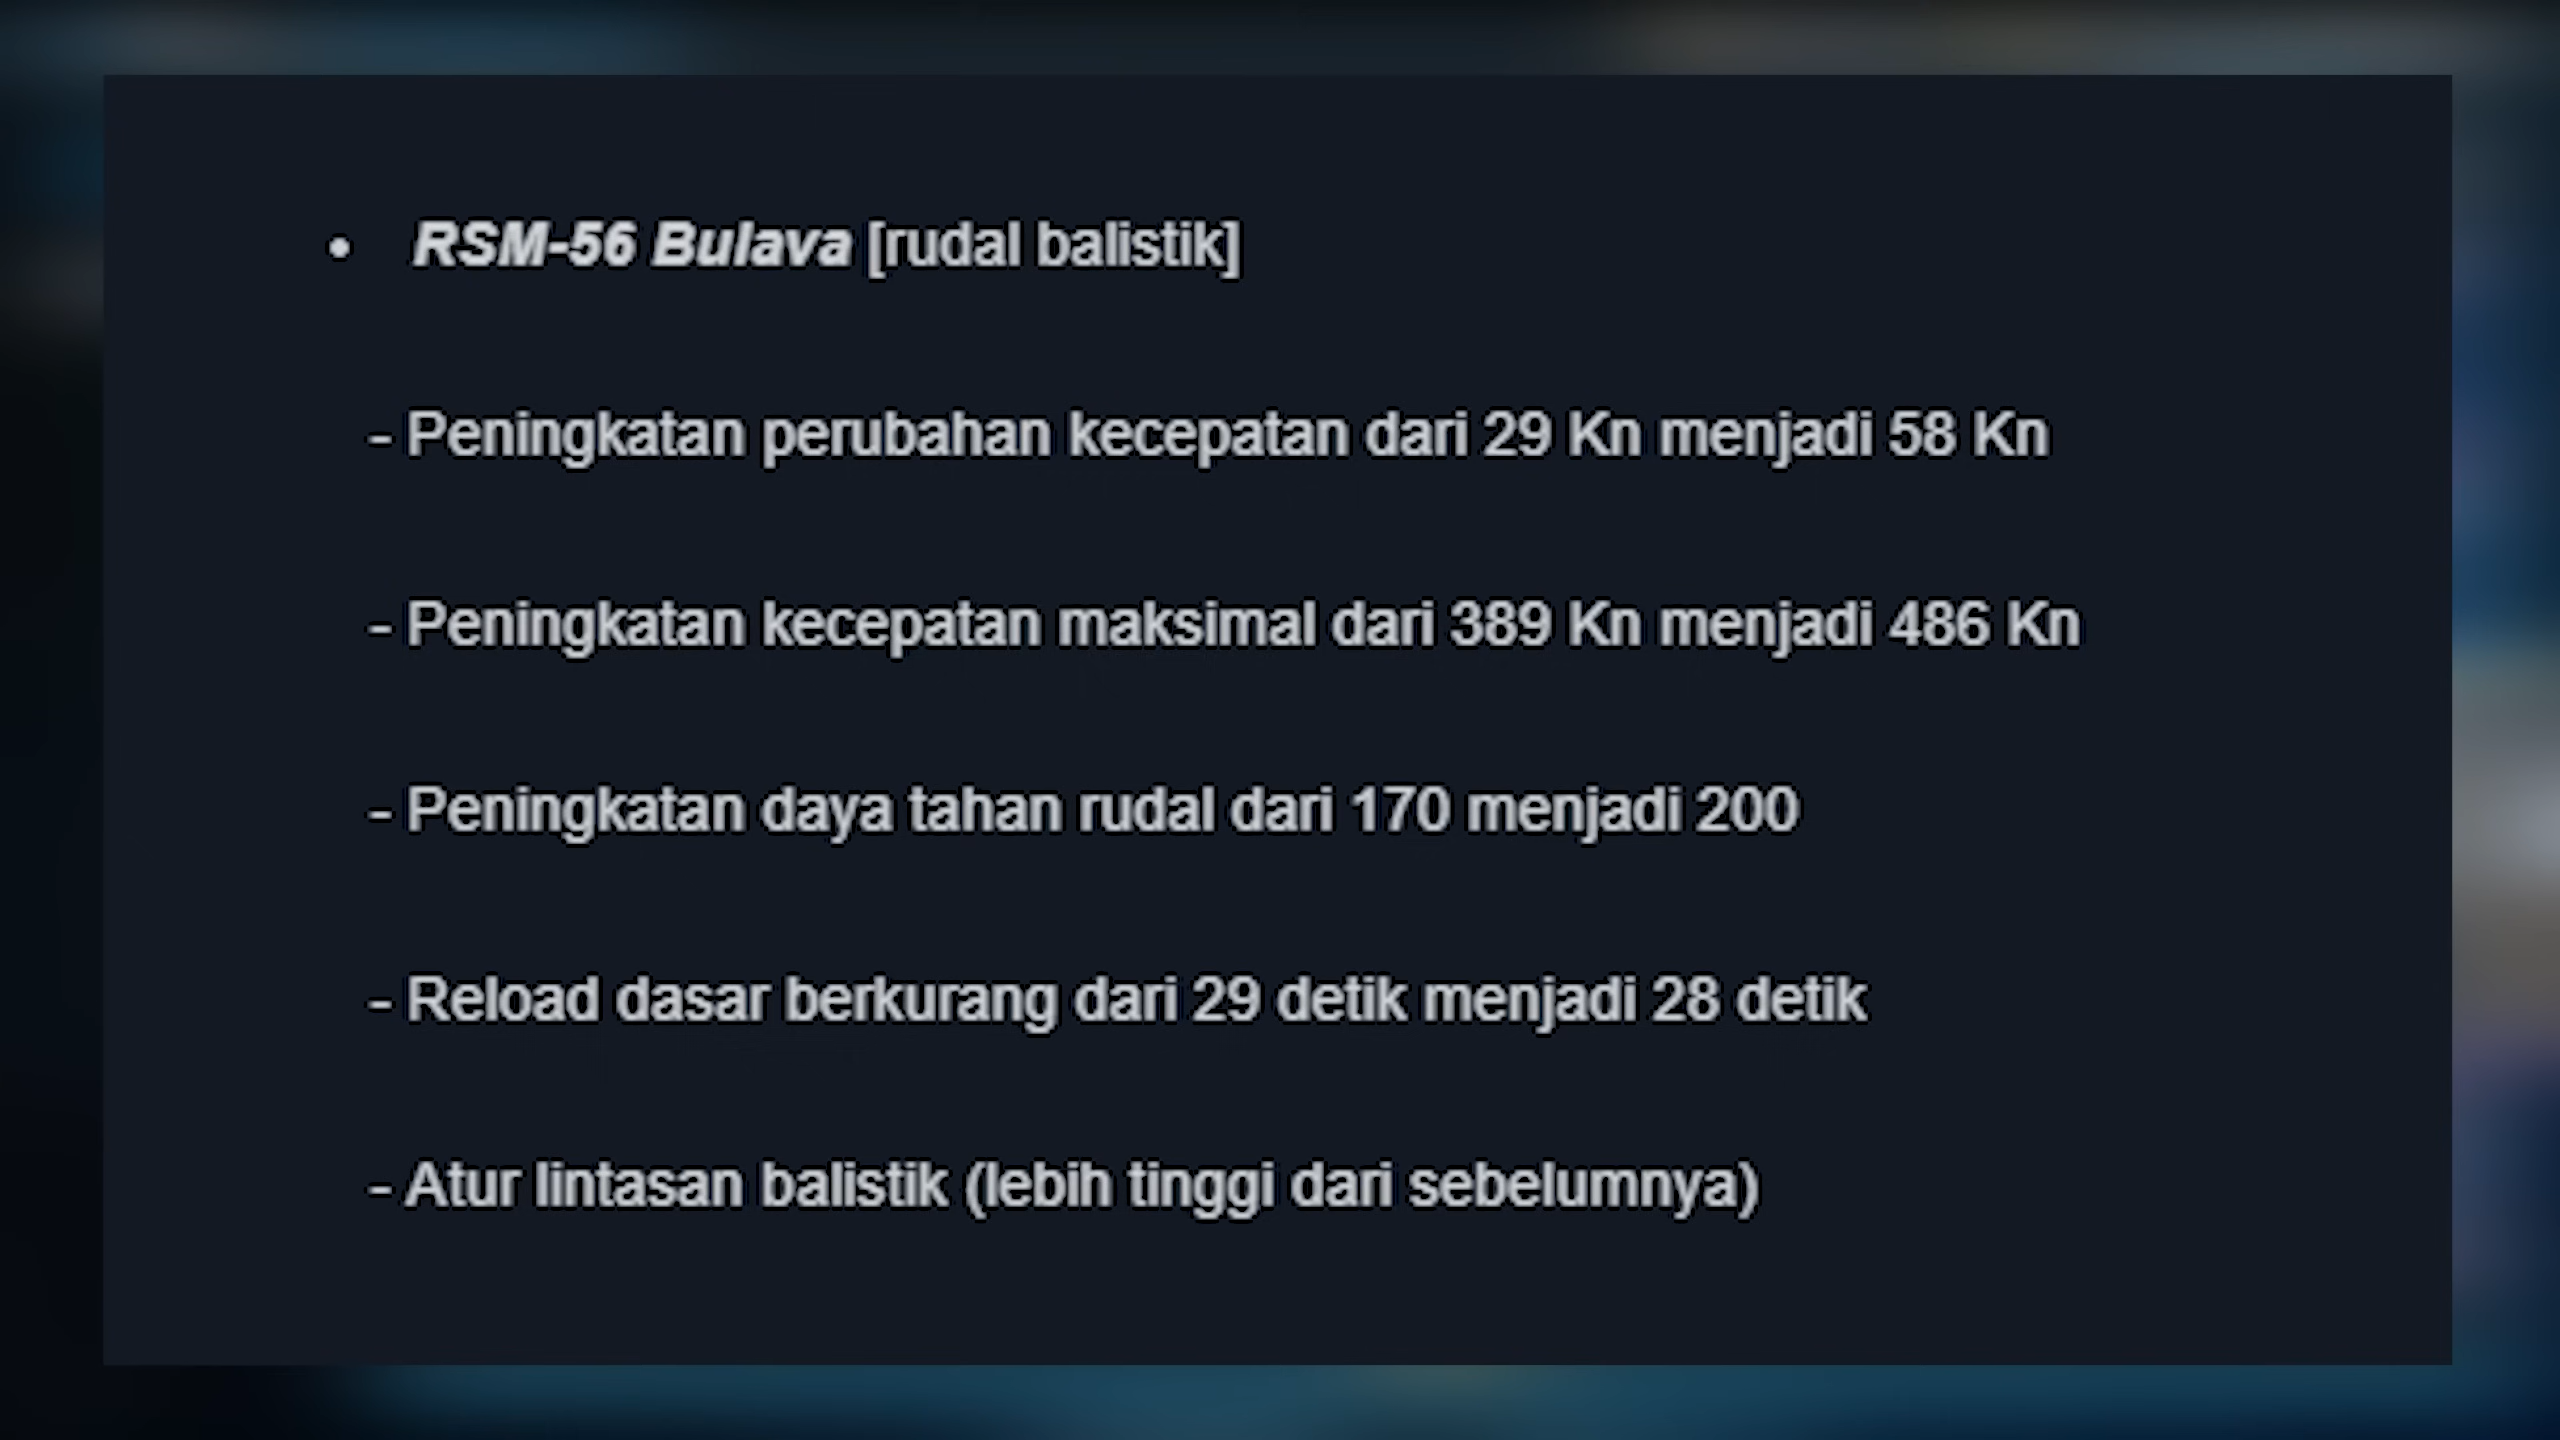 • RSM-56 Bulava [rudal balistik]
- Peningkatan perubahan kecepatan dari 29 Kn menjadi 58 Kn
- Peningkatan kecepatan maksimal dari 389 Kn menjadi 486 Kn
- Peningkatan daya tahan rudal dari 170 menjadi 200
- Reload dasar berkurang dari 29 detik menjadi 28 detik
- Atur lintasan balistik (lebih tinggi dari sebelumnya)